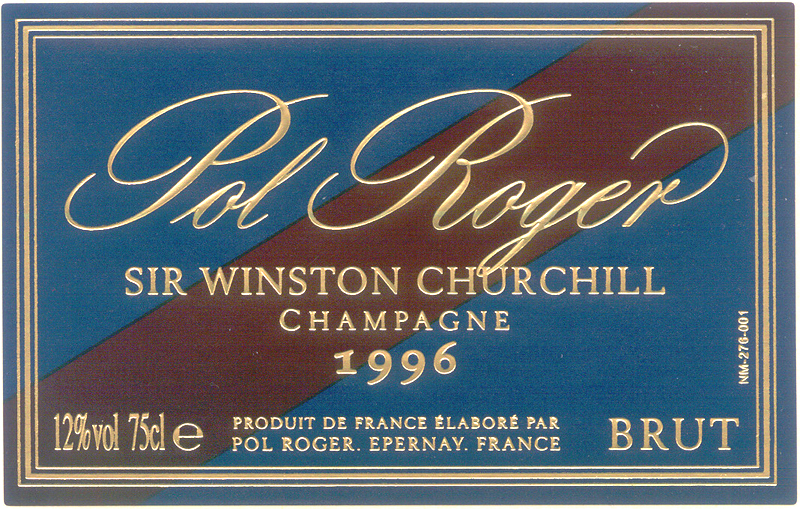 Pol Roger
SIR WINSTON CHURCHILL
CHAMPAGNE
1996
NM-276-001
12%vol 75cl e
PRODUIT DE FRANCE ÉLABORÉ PAR
POL ROGER. EPERNAY. FRANCE
BRUT